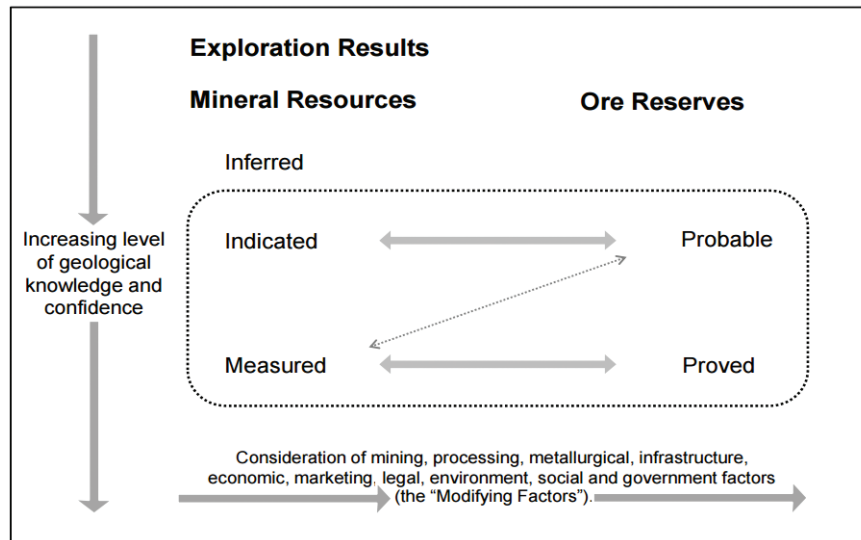 Exploration Results
Mineral Resources
Ore Reserves
Inferred
Indicated
Probable
Increasing level
of geological
knowledge and
confidence
Measured
Proved
Consideration of mining, processing, metallurgical, infrastructure,
economic, marketing, legal, environment, social and government factors
(the “Modifying Factors”).